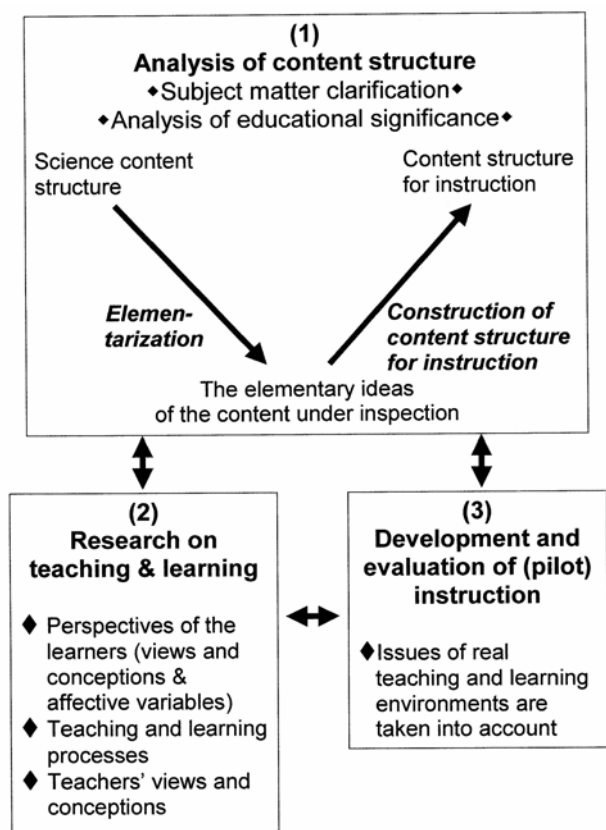 (1)
Analysis of content structure
◆Subject matter clarification◆
◆Analysis of educational significance◆
Science content
structure
Content structure
for instruction
Elemen-
tarization
Construction of
content structure
for instruction
The elementary ideas
of the content under inspection
(2)
Research on
teaching & learning
◆ Perspectives of the
learners (views and
conceptions &
affective variables)
◆ Teaching and learning
processes
◆ Teachers’ views and
conceptions
(3)
Development and
evaluation of (pilot)
instruction
◆Issues of real
teaching and learning
environments are
taken into account